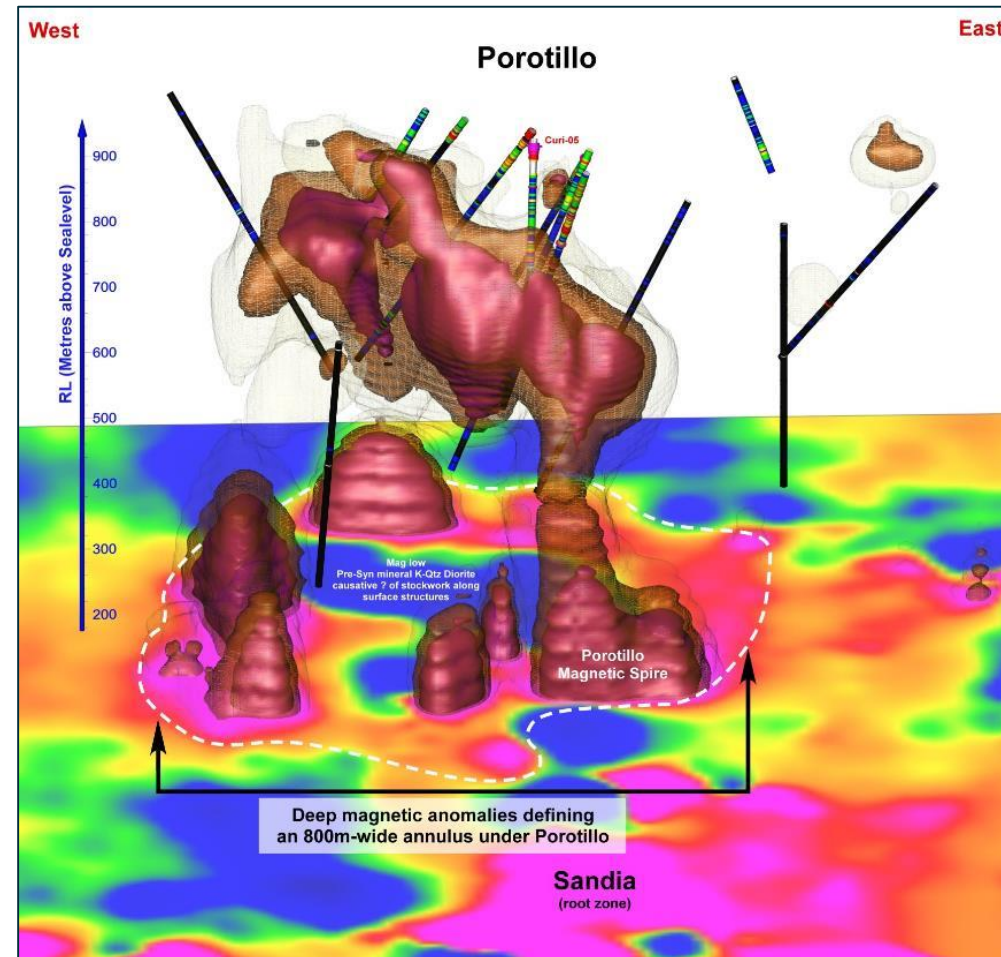 West
East
Porotillo
Curi-05
RL (Metres above Sealevel)
900
800
700
600
500
400
300
200
Mag low
Pre-Syn mineral K-Qtz Diorite
causative ? of stockwork along
surface structures
Porotillo
Magnetic Spire
Deep magnetic anomalies defining
an 800m-wide annulus under Porotillo
Sandia
(root zone)